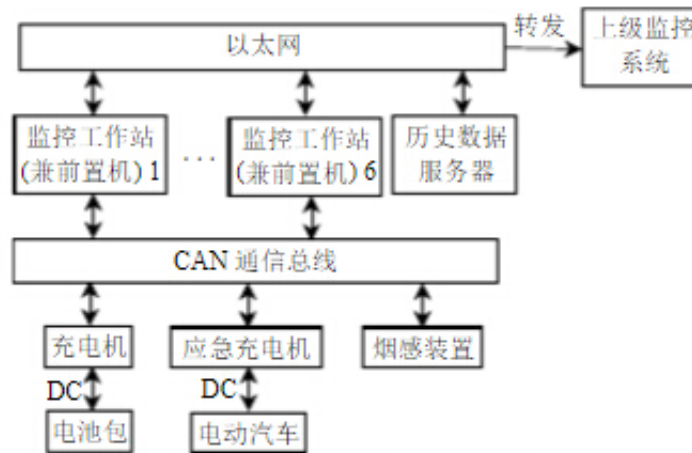 以太网
转发
上级监控
系统
监控工作站
(兼前置机)1
...
监控工作站
(兼前置机)6
历史数据
服务器
CAN 通信总线
充电机
应急充电机
烟感装置
DC
DC
电池包
电动汽车